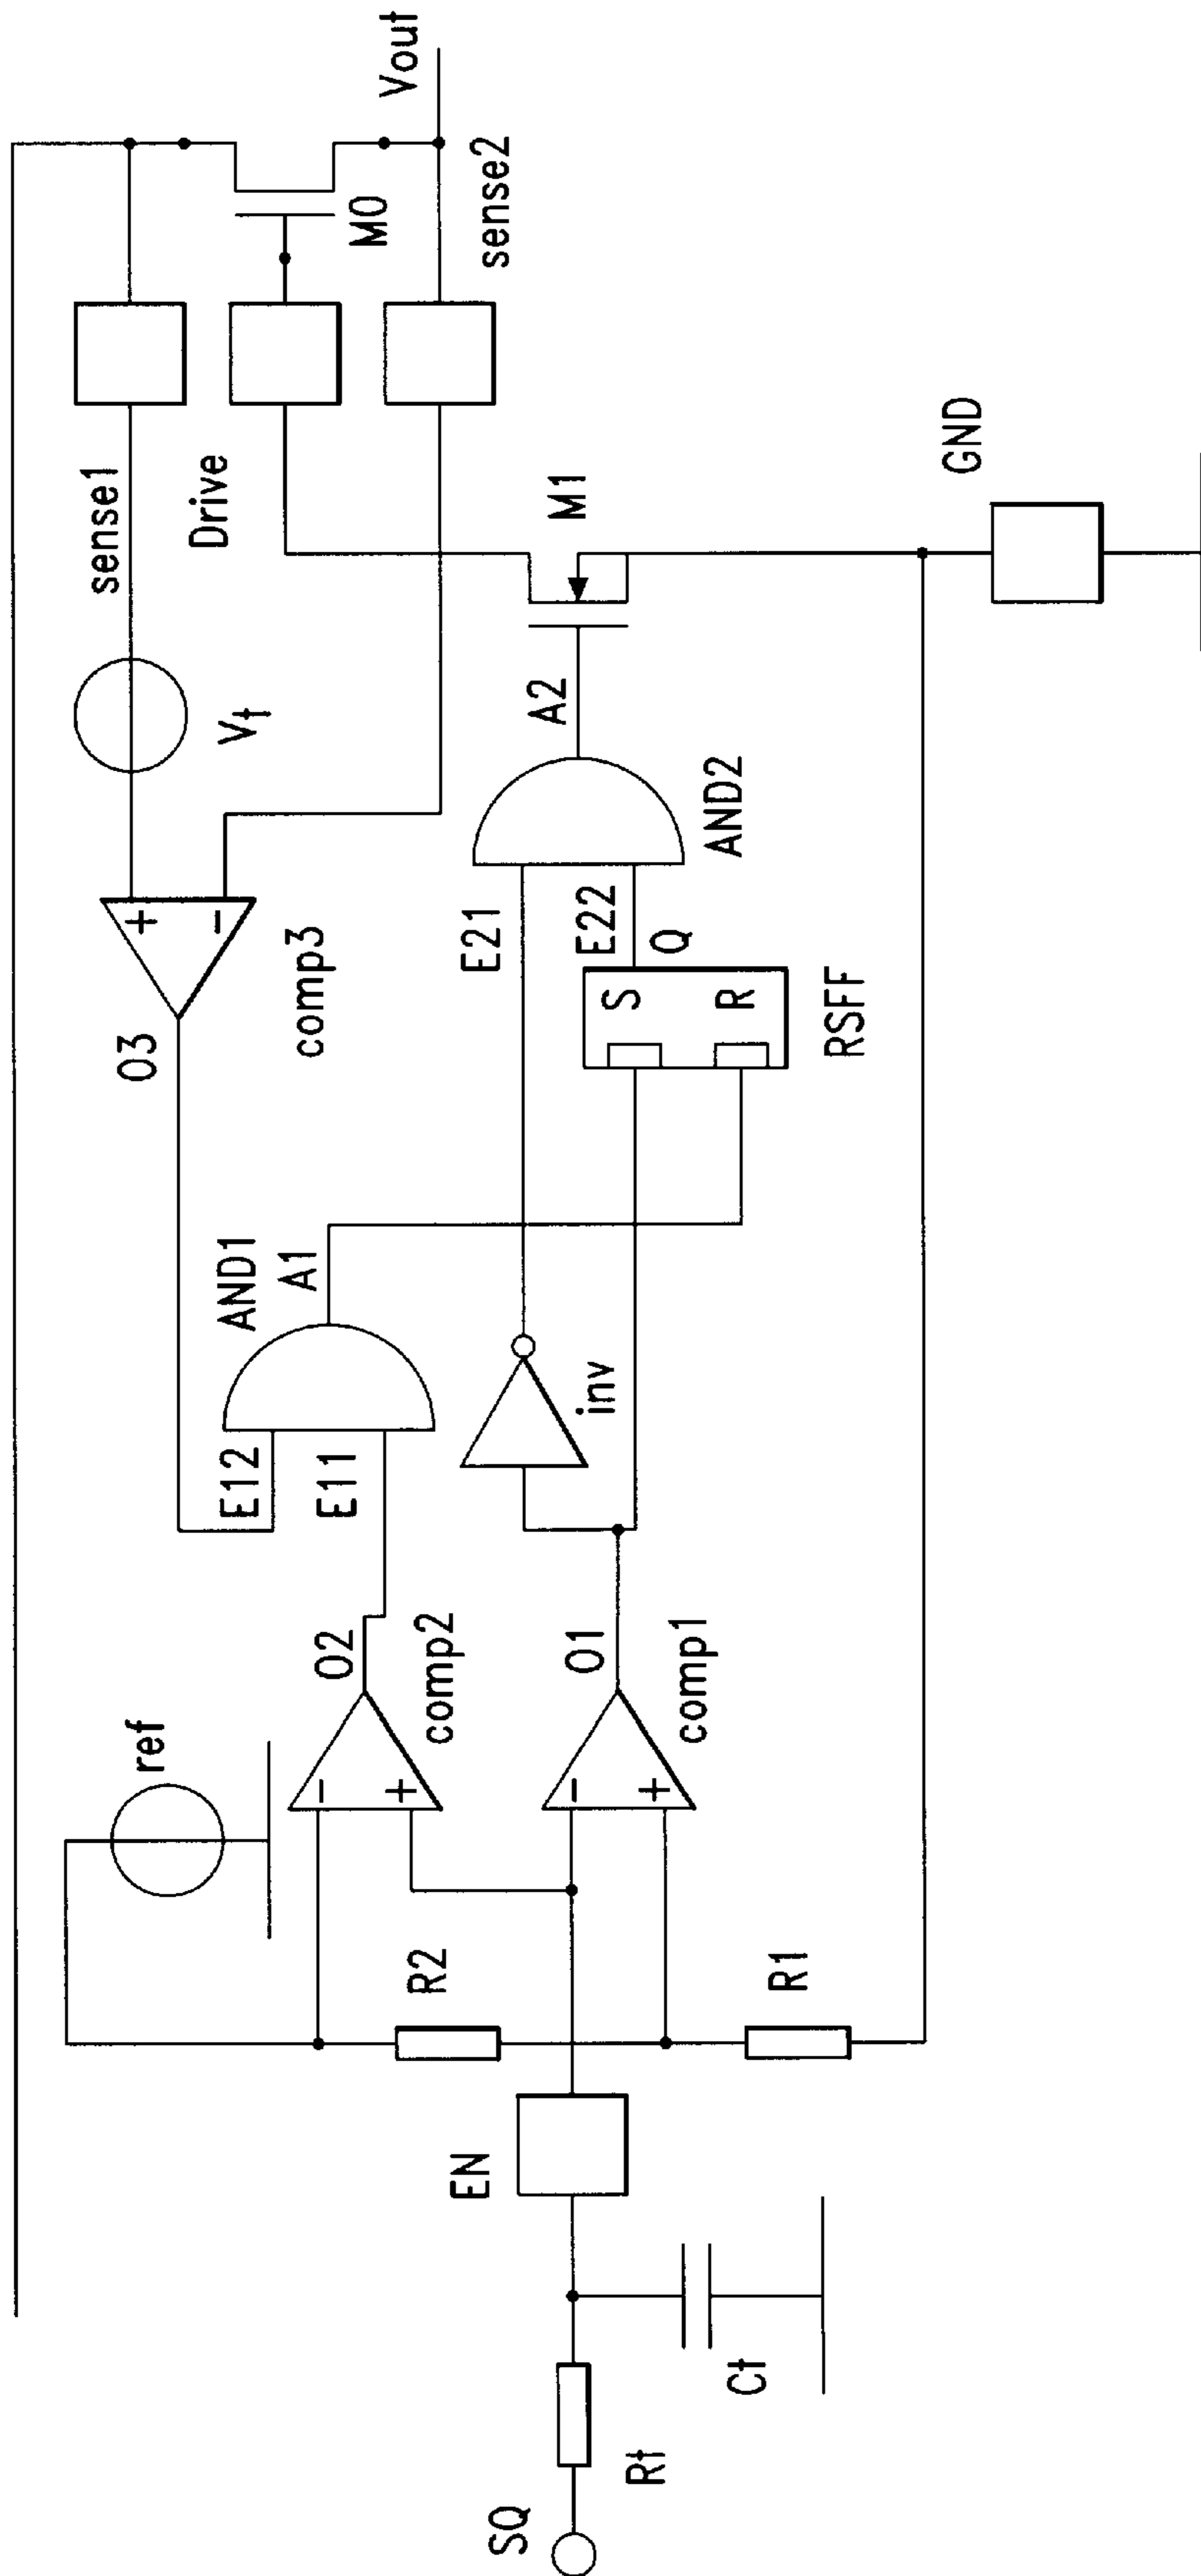 SQ
Rt
Ct
EN
R2
R1
ref
-
+
comp2
O2
-
+
comp1
O1
E12
E11
AND1
A1
inv
O3
+
-
comp3
S
R
RSFF
Q
E21
E22
AND2
A2
Vt
sense1
Drive
M1
GND
M0
sense2
Vout